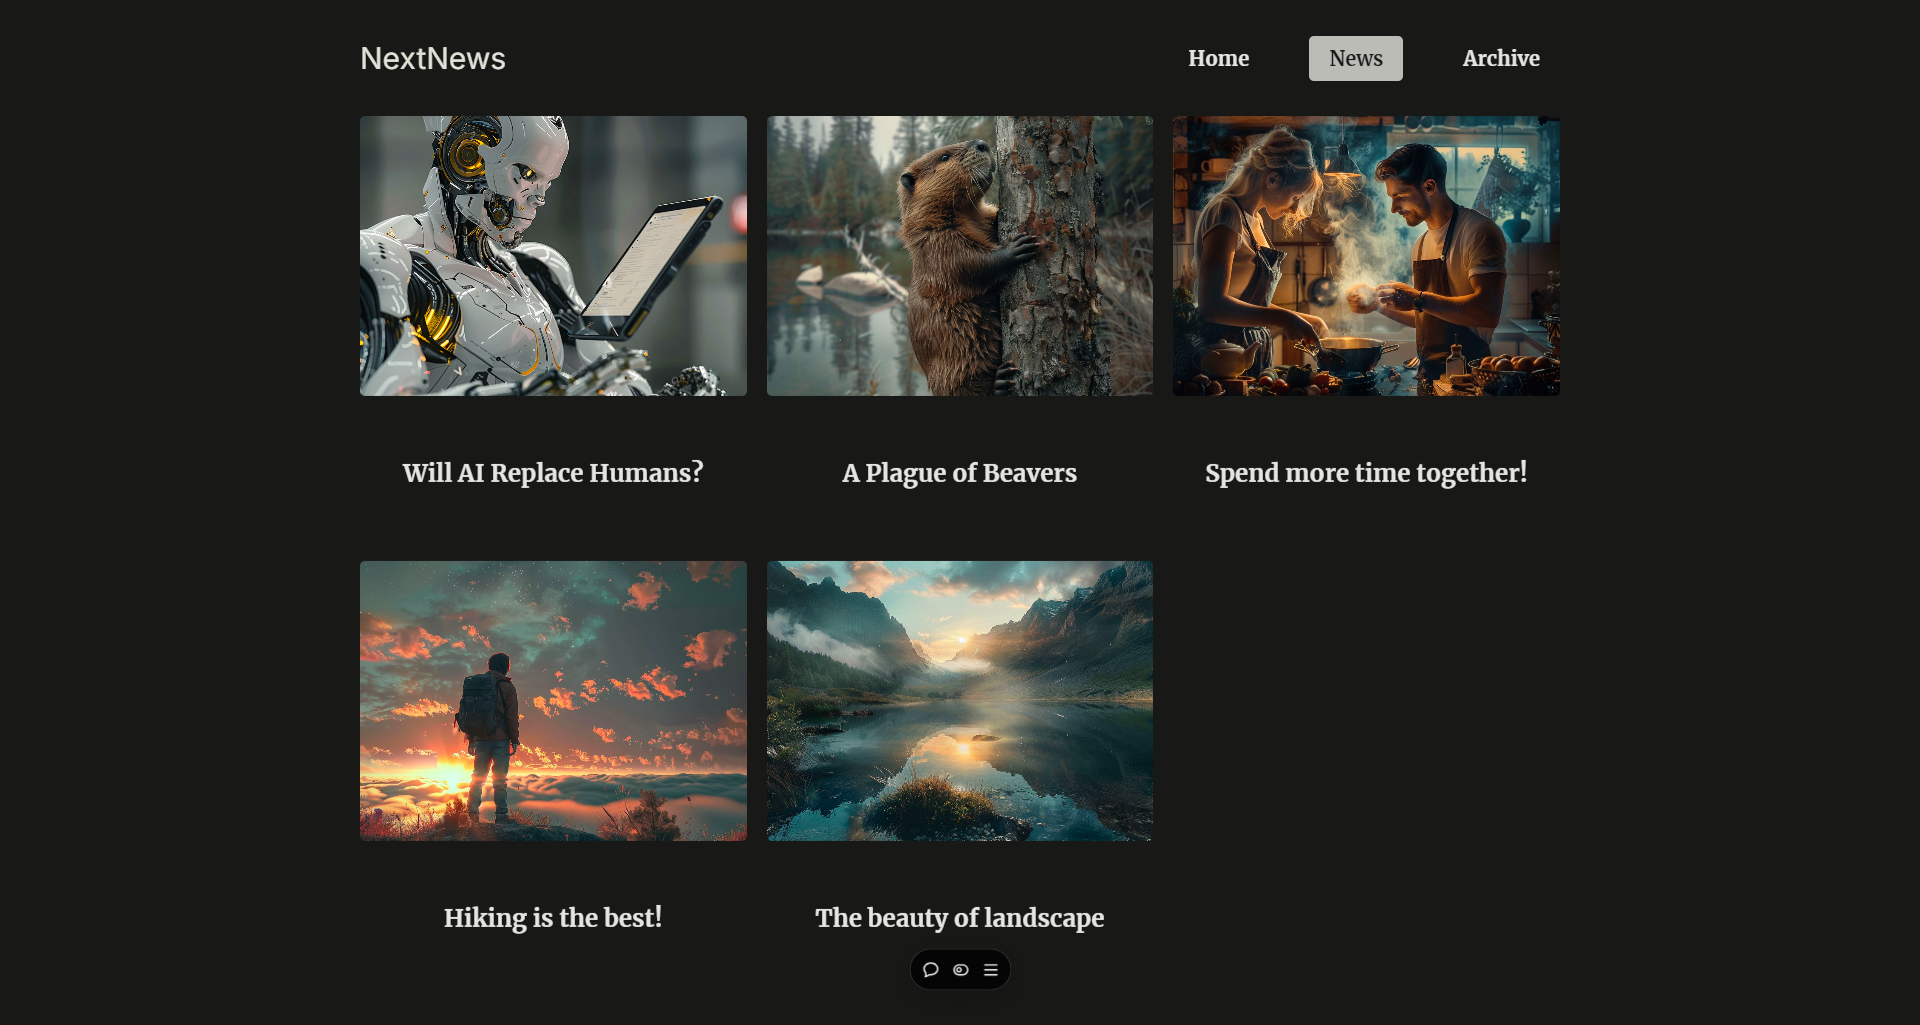 NextNews
Home
News
Archive
Will AI Replace Humans?
A Plague of Beavers
Spend more time together!
Hiking is the best!
The beauty of landscape